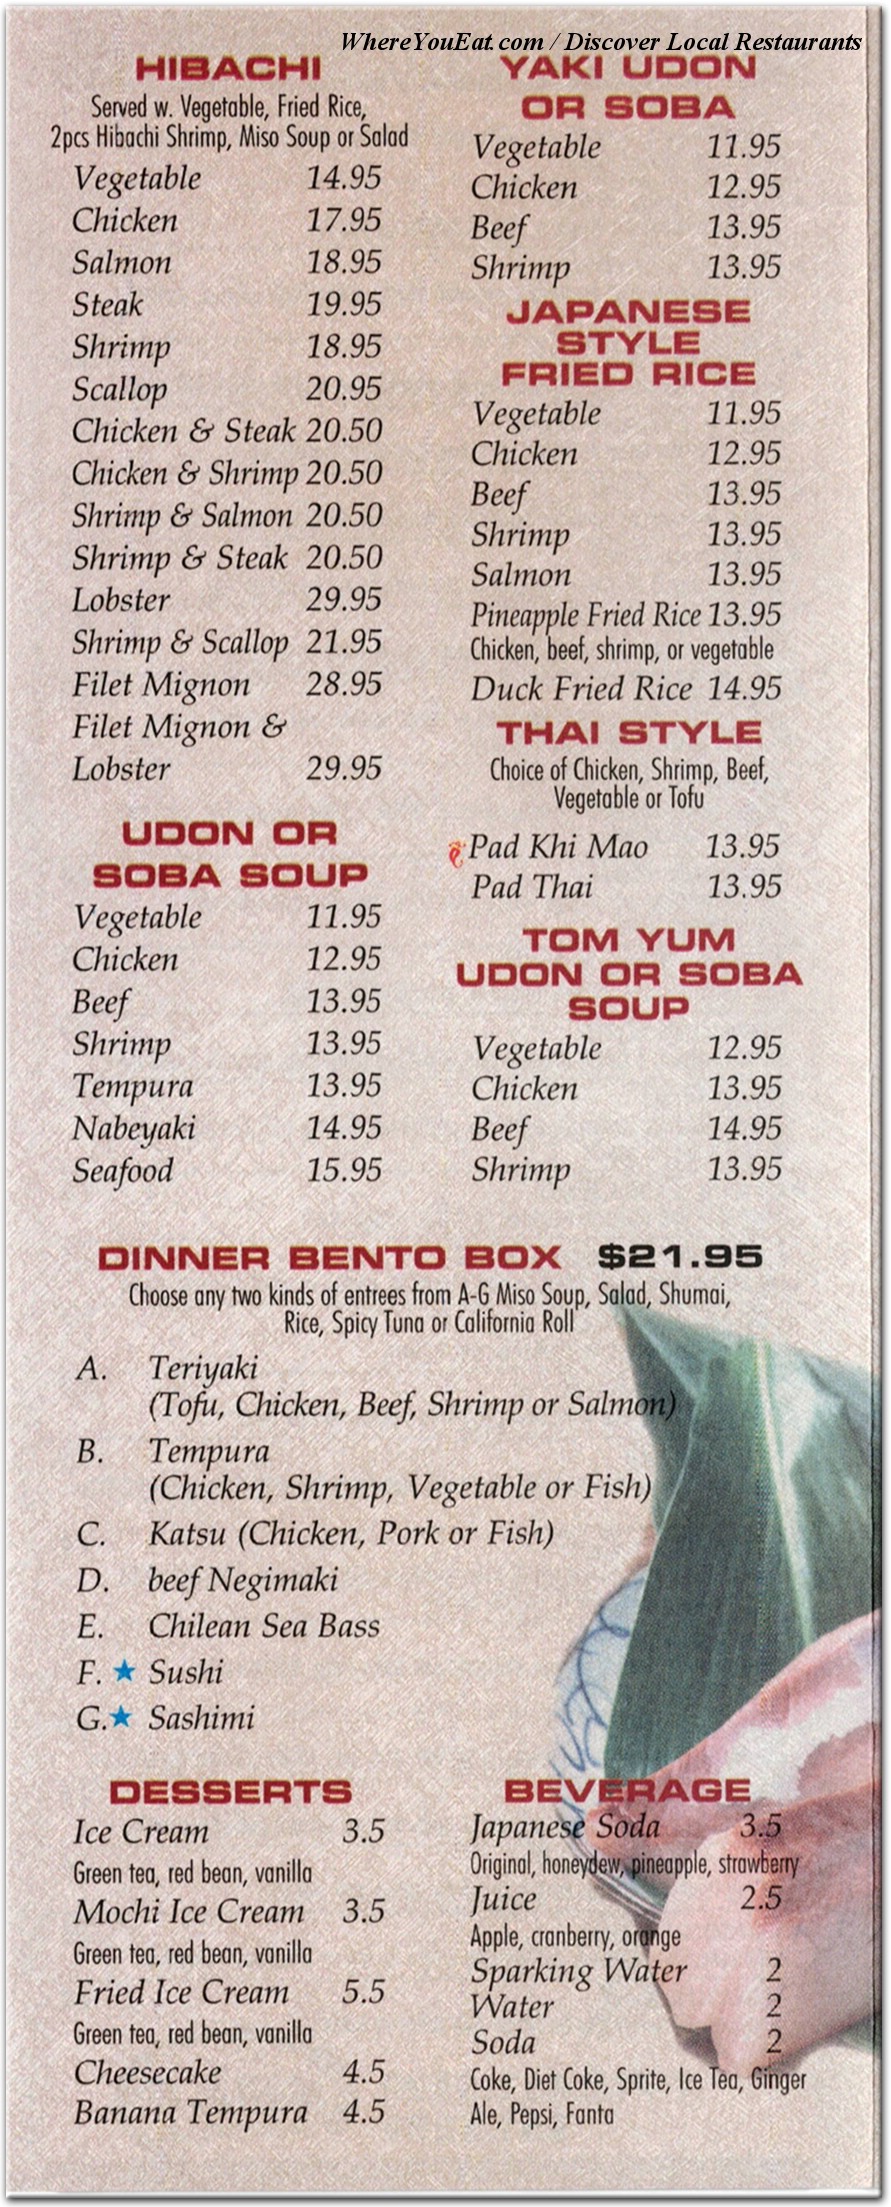 WhereYouEat.com / Discover Local Restaurants
HIBACHI
Served w. Vegetable, Fried Rice,
2pcs Hibachi Shrimp, Miso Soup or Salad
Vegetable 14.95
Chicken 17.95
Salmon 18.95
Steak 19.95
Shrimp 18.95
Scallop 20.95
Chicken & Steak 20.50
Chicken & Shrimp 20.50
Shrimp & Salmon 20.50
Shrimp & Steak 20.50
Lobster 29.95
Shrimp & Scallop 21.95
Filet Mignon 28.95
Filet Mignon &
Lobster 29.95
UDON OR
SOBA SOUP
Vegetable 11.95
Chicken 12.95
Beef 13.95
Shrimp 13.95
Tempura 13.95
Nabeyaki 14.95
Seafood 15.95
YAKI UDON
OR SOBA
Vegetable 11.95
Chicken 12.95
Beef 13.95
Shrimp 13.95
JAPANESE
STYLE
FRIED RICE
Vegetable 11.95
Chicken 12.95
Beef 13.95
Shrimp 13.95
Salmon 13.95
Pineapple Fried Rice 13.95
Chicken, beef, shrimp, or vegetable
Duck Fried Rice 14.95
THAI STYLE
Choice of Chicken, Shrimp, Beef,
Vegetable or Tofu
Pad Khi Mao 13.95
Pad Thai 13.95
TOM YUM
UDON OR SOBA
SOUP
Vegetable 12.95
Chicken 13.95
Beef 14.95
Shrimp 13.95
DINNER BENTO BOX $21.95
Choose any two kinds of entrees from A-G Miso Soup, Salad, Shumai,
Rice, Spicy Tuna or California Roll
A. Teriyaki
(Tofu, Chicken, Beef, Shrimp or Salmon)
B. Tempura
(Chicken, Shrimp, Vegetable or Fish)
C. Katsu (Chicken, Pork or Fish)
D. beef Negimaki
E. Chilean Sea Bass
F. ★ Sushi
G. ★ Sashimi
DESSERTS
Ice Cream 3.5
Green tea, red bean, vanilla
Mochi Ice Cream 3.5
Green tea, red bean, vanilla
Fried Ice Cream 5.5
Green tea, red bean, vanilla
Cheesecake 4.5
Banana Tempura 4.5
BEVERAGE
Japanese Soda 3.5
Original, honeydew, pineapple, strawberry
Juice 2.5
Apple, cranberry, orange
Sparking Water 2
Water 2
Soda 2
Coke, Diet Coke, Sprite, Ice Tea, Ginger
Ale, Pepsi, Fanta